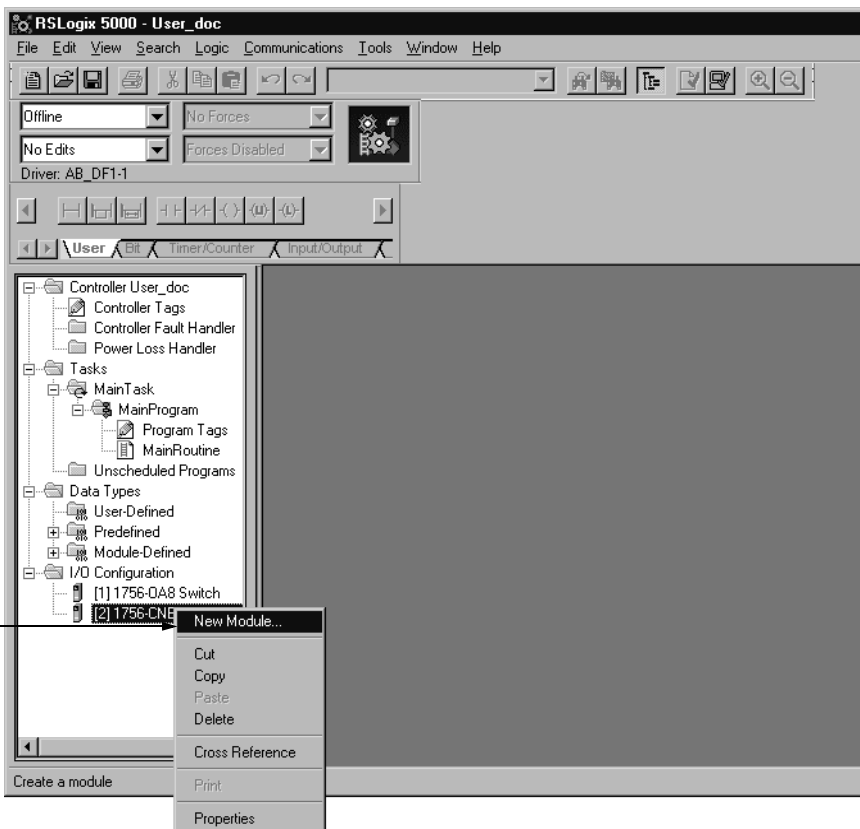 RSLogix 5000 - User_doc
File Edit View Search Logic Communications Tools Window Help
Offline No Forces
No Edits Forces Disabled
Driver: AB_DF1-1
User Bit Timer/Counter Input/Output
Controller User_doc
Controller Tags
Controller Fault Handler
Power Loss Handler
Tasks
MainTask
MainProgram
Program Tags
MainRoutine
Unscheduled Programs
Data Types
User-Defined
Predefined
Module-Defined
I/O Configuration
[1] 1756-OA8 Switch
[2] 1756-CNB
New Module...
Cut
Copy
Paste
Delete
Cross Reference
Print
Properties
Create a module